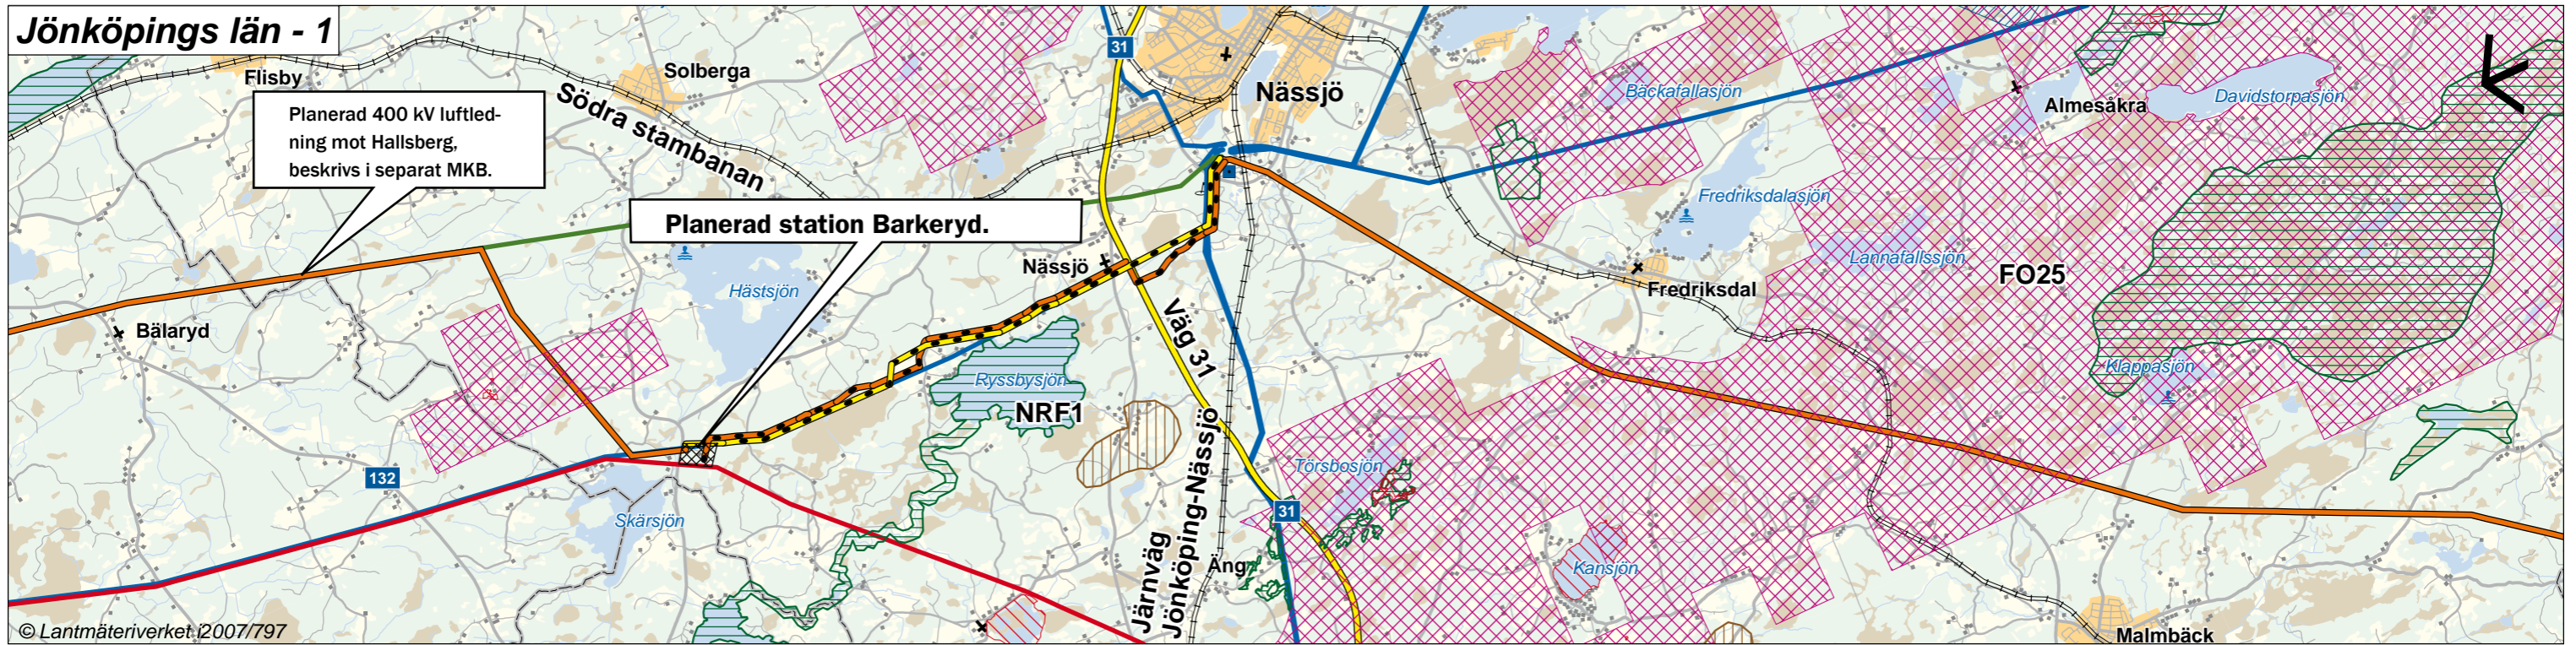 Jönköpings län - 1
31
Flisby
Solberga
Södra stambanan
Nässjö
Bäckafallasjön
Almesåkra
Davidstorpasjön
Planerad 400 kV luftled-
ning mot Hallsberg,
beskrivs i separat MKB.
Planerad station Barkeryd.
Fredriksdalasjön
Lannafallssjön
FO25
Nässjö
Hästsjön
Fredriksdal
Bälaryd
Väg 31
Ryssbysjön
NRF1
Klappasjön
132
Törsbosjön
31
Skärsjön
Järnväg
Jönköping-Nässjö
Äng
Kansjön
© Lantmäteriverket i2007/797
Malmbäck